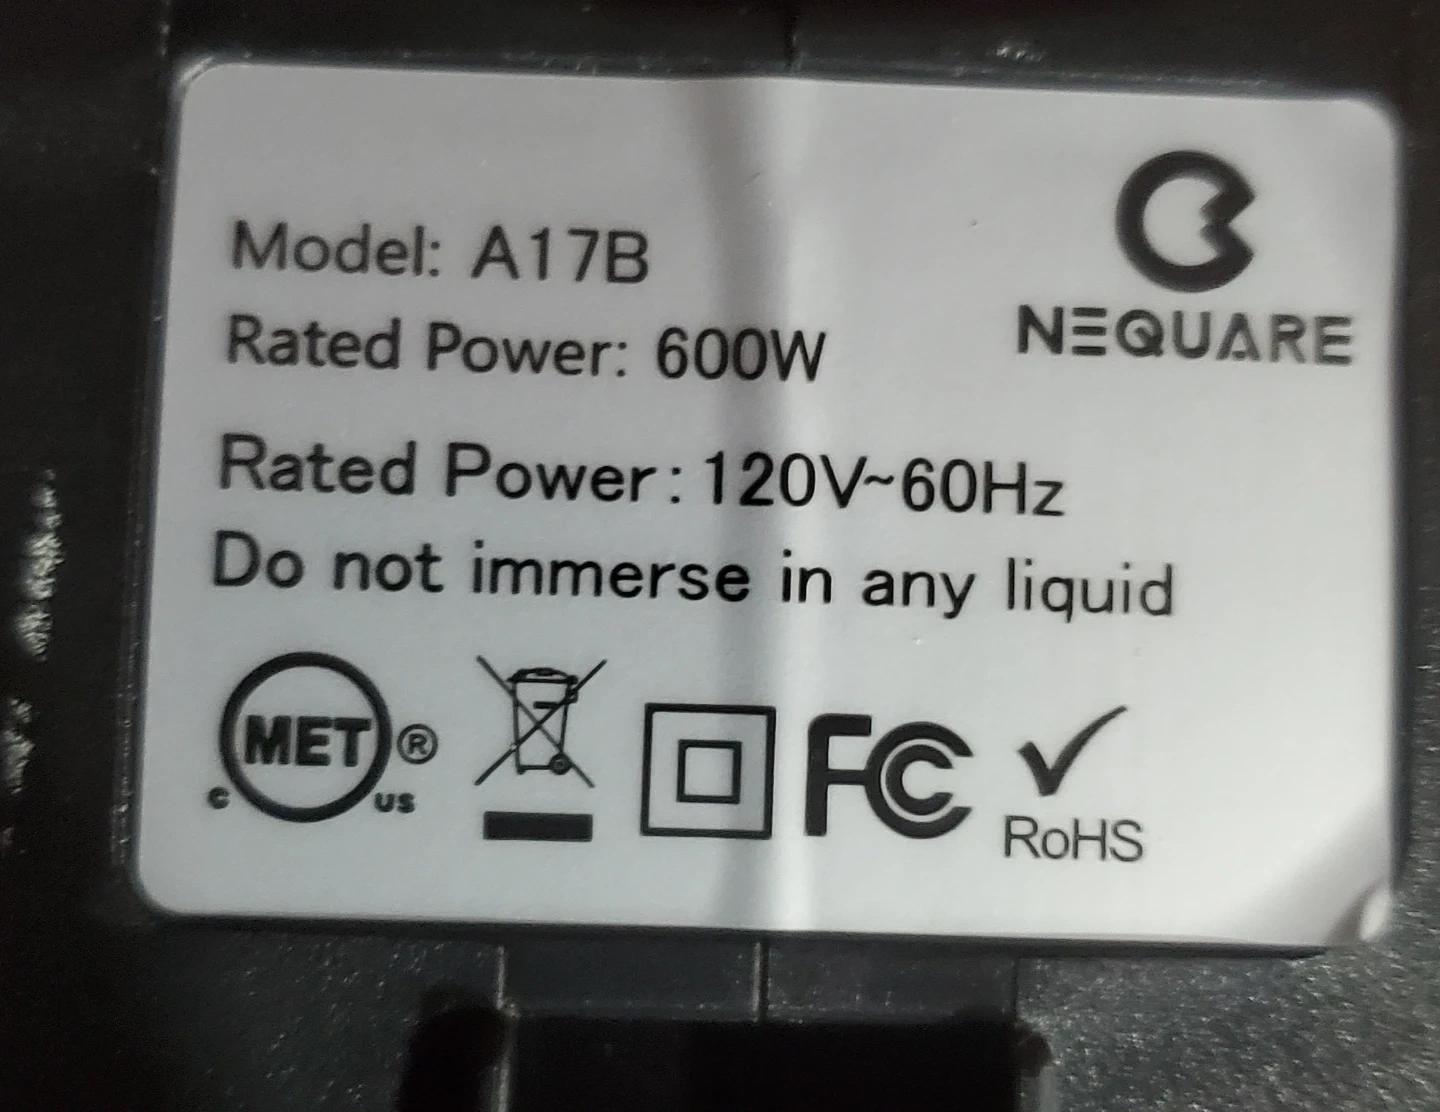 NEQUARE
Model: A17B
Rated Power: 600W
Rated Power: 120V~60Hz
Do not immerse in any liquid
c MET ® us
FC
RoHS